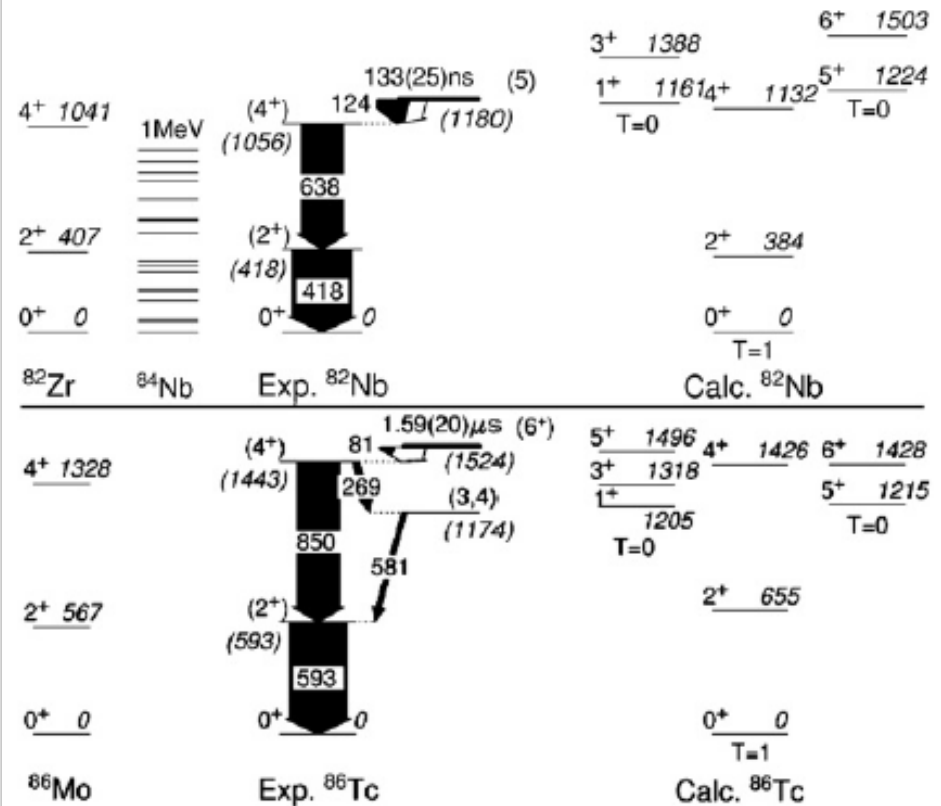 6⁺ 1503
3⁺ 1388
133(25)ns (5)
5⁺ 1224
1⁺ 1161
4⁺ 1132
4⁺ 1041
(4⁺) 124
(1180)
T=0
1MeV
(1056)
T=0
638
2⁺ 407
(2⁺)
2⁺ 384
(418)
418
0⁺ 0
0⁺ 0
0⁺ 0
T=1
⁸²Zr
⁸⁴Nb
Exp. ⁸²Nb
Calc. ⁸²Nb
1.59(20)μs (6⁺)
(4⁺) 81
5⁺ 1496
4⁺ 1426
6⁺ 1428
4⁺ 1328
(1443)
(1524)
3⁺ 1318
269
(3,4)
1⁺
5⁺ 1215
1205
(1174)
T=0
T=0
850
581
2⁺ 567
(2⁺)
2⁺ 655
(593)
593
0⁺ 0
0⁺ 0
0⁺ 0
T=1
⁸⁶Mo
Exp. ⁸⁶Tc
Calc. ⁸⁶Tc